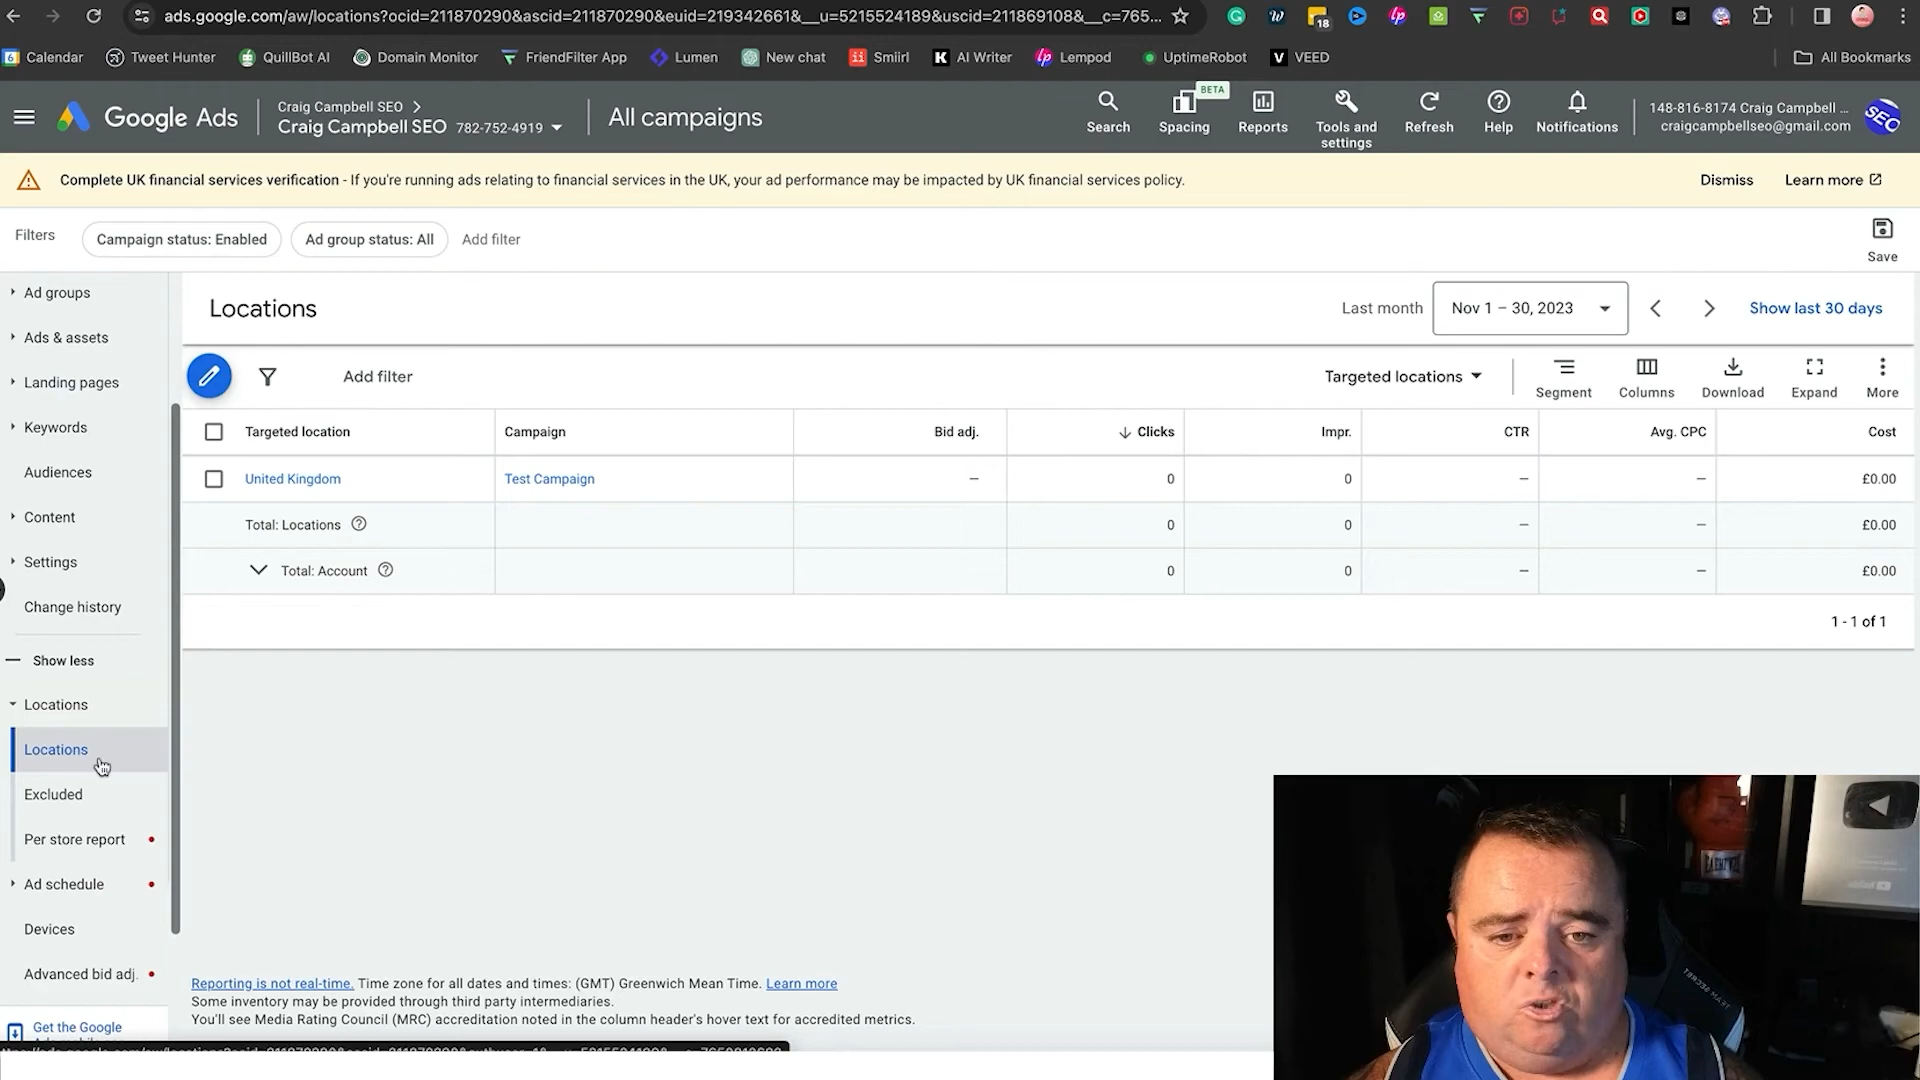 ads.google.com/aw/locations?ocid=211870290&ascid=211870290&euid=219342661&__u=5215524189&uscid=211869108&__c=765...
18
6 Calendar
Tweet Hunter
QuillBot AI
Domain Monitor
FriendFilter App
Lumen
New chat
Smiirl
AI Writer
Lempod
UptimeRobot
VEED
All Bookmarks
Google Ads
Craig Campbell SEO
Craig Campbell SEO 782-752-4919
All campaigns
Search
Spacing
BETA
Reports
Tools and settings
Refresh
Help
Notifications
148-816-8174 Craig Campbell ...
craigcampbellseo@gmail.com
SEO
Complete UK financial services verification - If you're running ads relating to financial services in the UK, your ad performance may be impacted by UK financial services policy.
Dismiss
Learn more
Filters
Campaign status: Enabled
Ad group status: All
Add filter
Save
Ad groups
Ads & assets
Landing pages
Keywords
Audiences
Content
Settings
Change history
Show less
Locations
Locations
Excluded
Per store report
Ad schedule
Devices
Advanced bid adj.
Get the Google
Locations
Last month
Nov 1 – 30, 2023
Show last 30 days
Add filter
Targeted locations
Segment
Columns
Download
Expand
More
Targeted location Campaign Bid adj. Clicks Impr. CTR Avg. CPC Cost
United Kingdom Test Campaign – 0 0 – – £0.00
Total: Locations 0 0 – – £0.00
Total: Account 0 0 – – £0.00
1 - 1 of 1
Reporting is not real-time. Time zone for all dates and times: (GMT) Greenwich Mean Time. Learn more
Some inventory may be provided through third party intermediaries.
You'll see Media Rating Council (MRC) accreditation noted in the column header's hover text for accredited metrics.